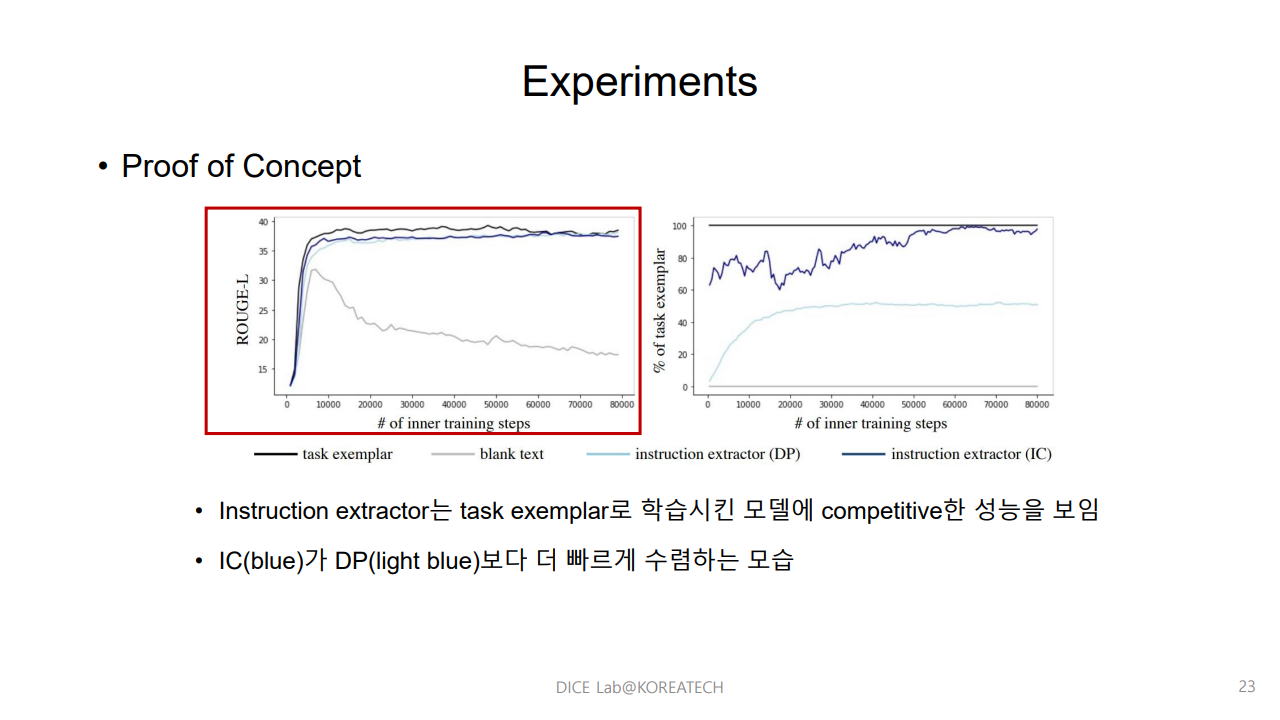 Experiments
• Proof of Concept
40
35
30
25
20
15
ROUGE-L
0 10000 20000 30000 40000 50000 60000 70000 80000
# of inner training steps
100
80
60
40
20
0
% of task exemplar
0 10000 20000 30000 40000 50000 60000 70000 80000
# of inner training steps
task exemplar blank text instruction extractor (DP) instruction extractor (IC)
• Instruction extractor는 task exemplar로 학습시킨 모델에 competitive한 성능을 보임
• IC(blue)가 DP(light blue)보다 더 빠르게 수렴하는 모습
DICE Lab@KOREATECH
23